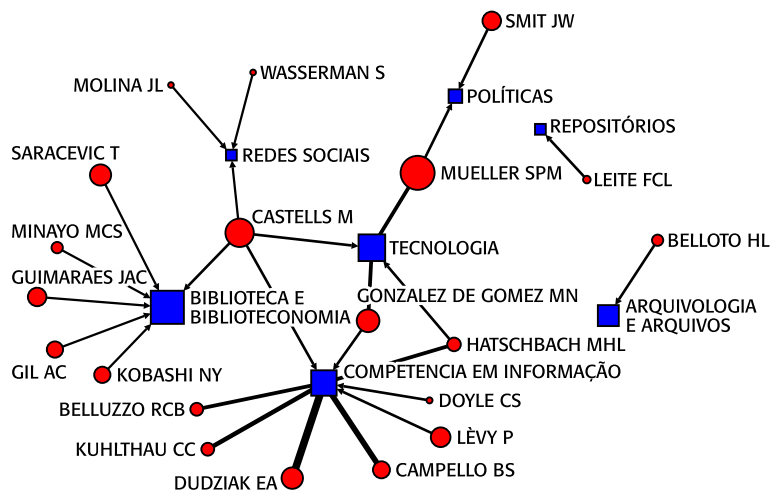 SMIT JW
WASSERMAN S
MOLINA JL
POLÍTICAS
REPOSITÓRIOS
SARACEVIC T
REDES SOCIAIS
MUELLER SPM
LEITE FCL
CASTELLS M
MINAYO MCS
BELLOTO HL
TECNOLOGIA
GUIMARAES JAC
BIBLIOTECA E
BIBLIOTECONOMIA
GONZALEZ DE GOMEZ MN
ARQUIVOLOGIA
E ARQUIVOS
HATSCHBACH MHL
GIL AC
KOBASHI NY
COMPETENCIA EM INFORMAÇÃO
DOYLE CS
BELLUZZO RCB
LÈVY P
KUHLTHAU CC
CAMPELLO BS
DUDZIAK EA